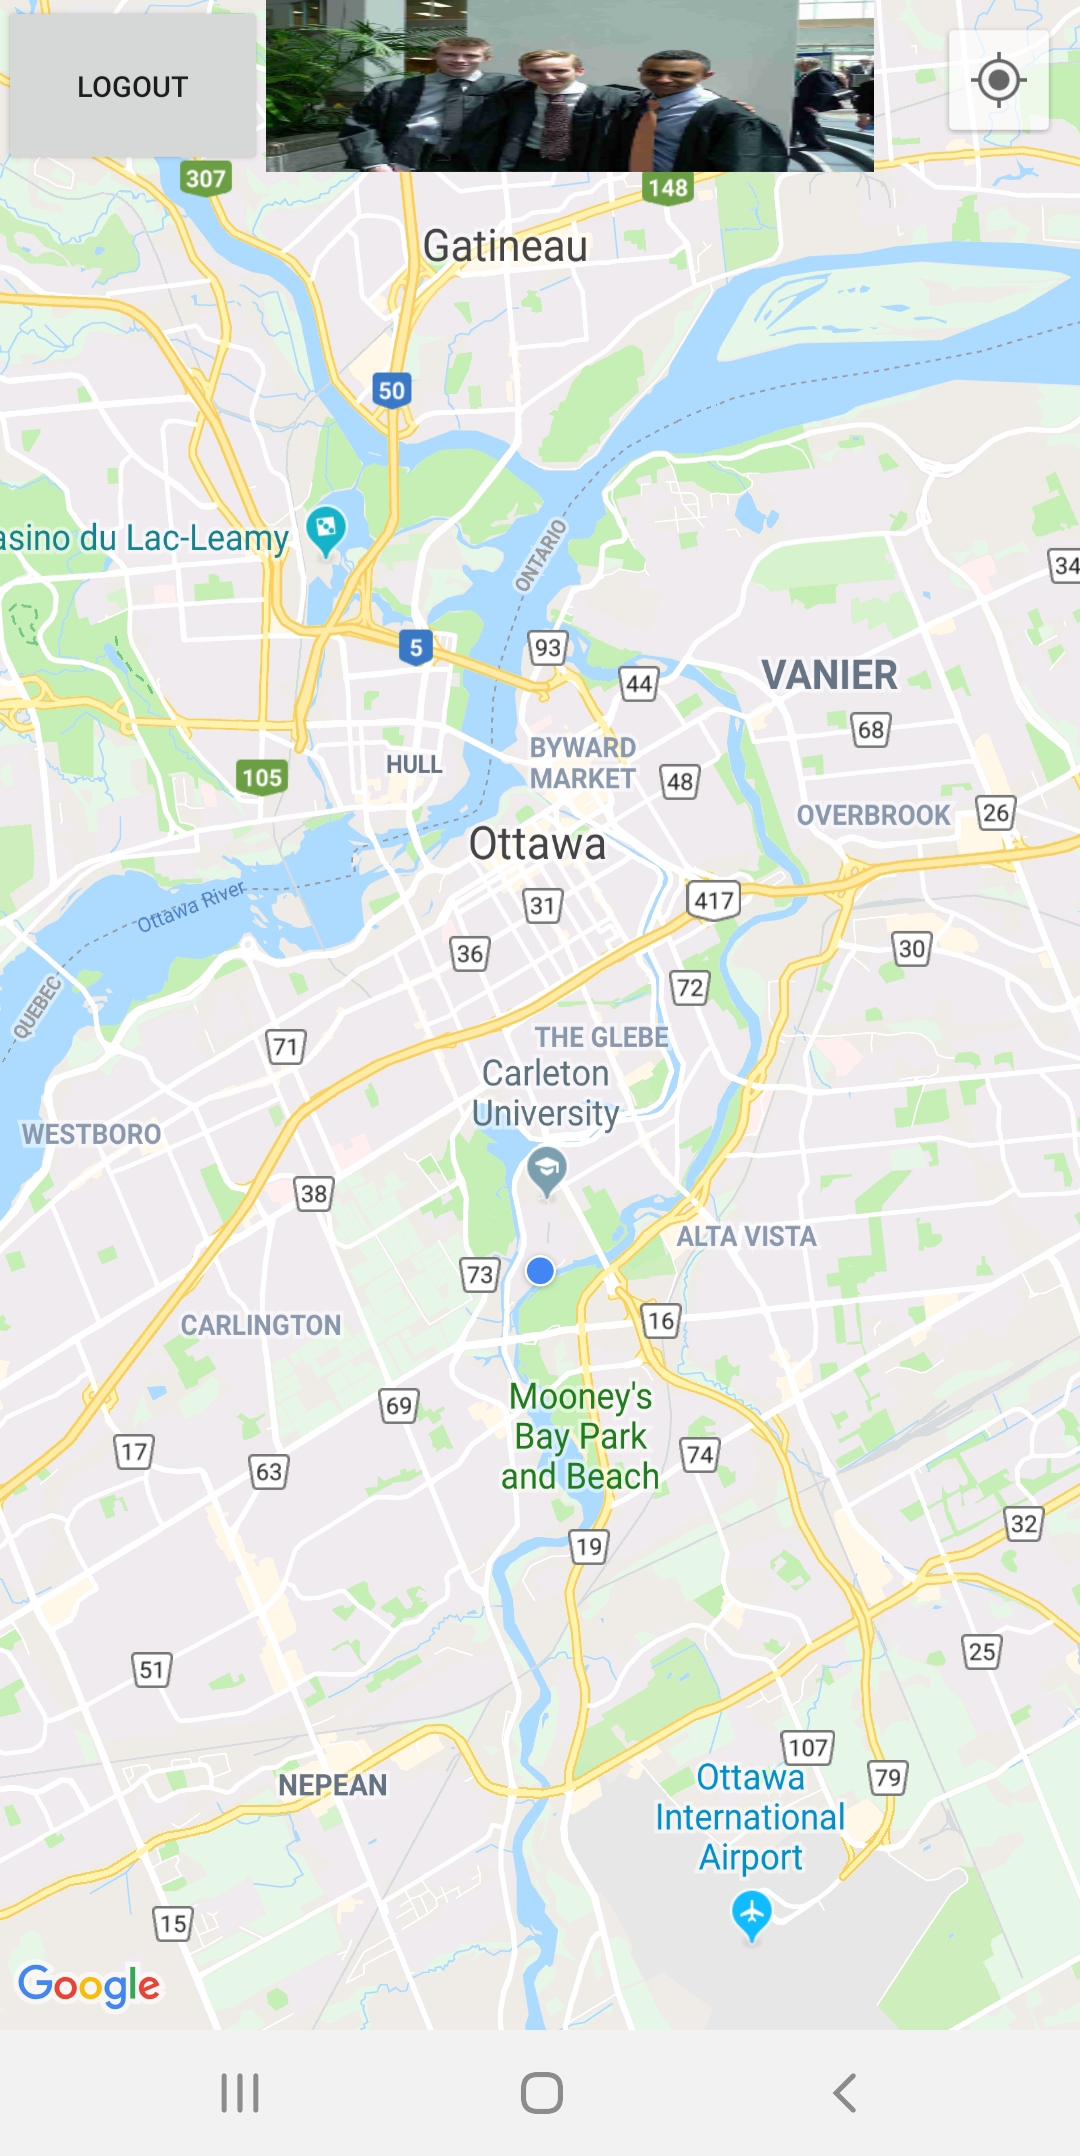 LOGOUT
307
148
Gatineau
50
asino du Lac-Leamy
ONTARIO
34
5
93
44
VANIER
68
BYWARD
MARKET
HULL
105
48
OVERBROOK
26
Ottawa
Ottawa River
31
417
36
30
QUEBEC
72
71
THE GLEBE
Carleton
University
WESTBORO
38
ALTA VISTA
73
CARLINGTON
16
Mooney's
Bay Park
and Beach
69
17
63
74
32
19
51
25
107
NEPEAN
Ottawa
International
Airport
79
15
Google